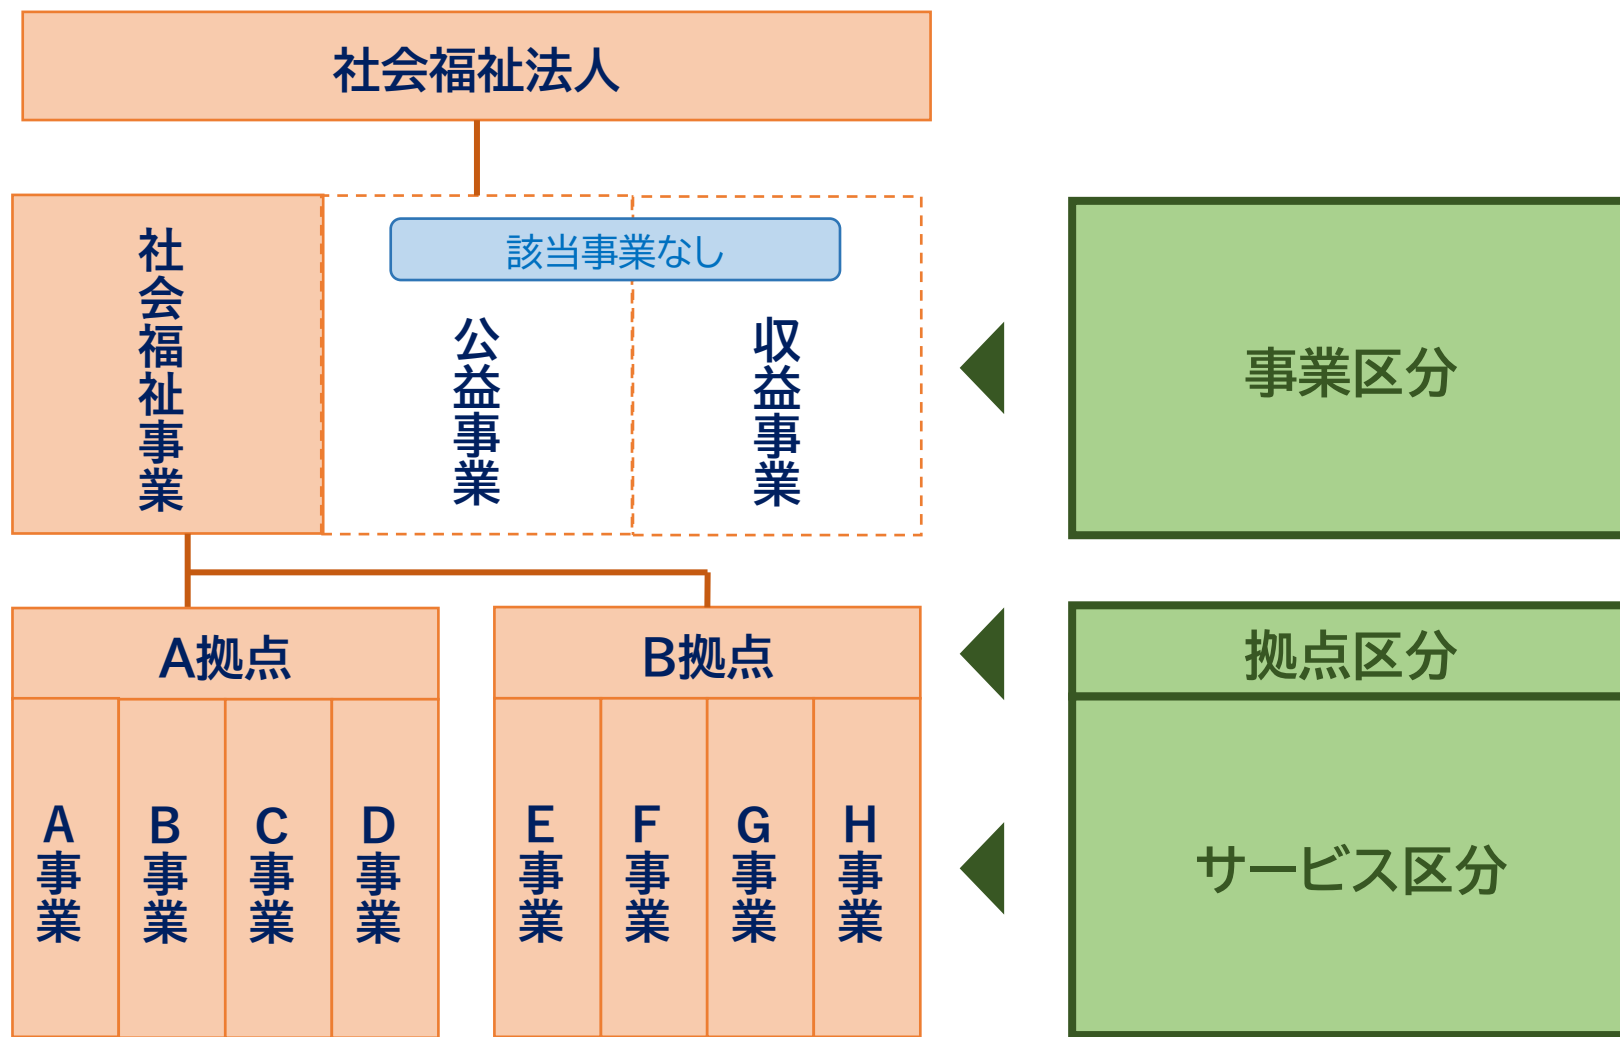 社会福祉法人
社会福祉事業
該当事業なし
公益事業
収益事業
事業区分
A拠点
B拠点
拠点区分
A事業
B事業
C事業
D事業
E事業
F事業
G事業
H事業
サービス区分